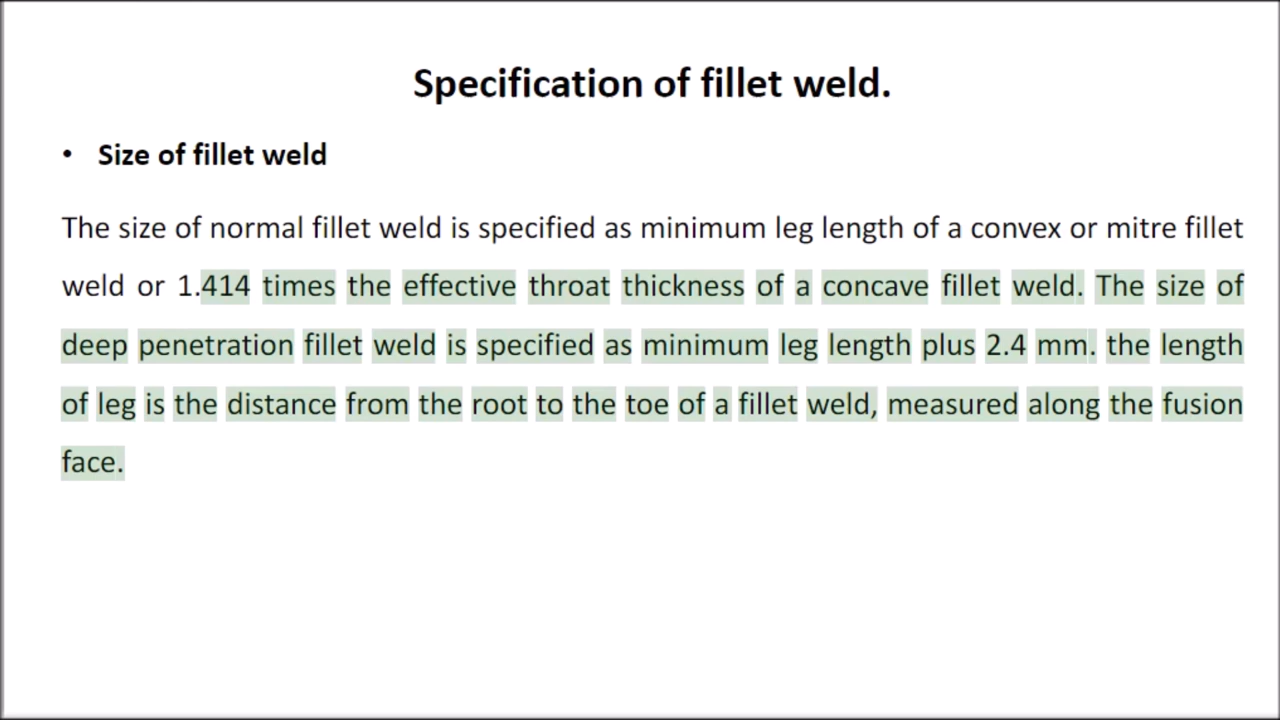 Specification of fillet weld.
• Size of fillet weld
The size of normal fillet weld is specified as minimum leg length of a convex or mitre fillet
weld or 1.414 times the effective throat thickness of a concave fillet weld. The size of
deep penetration fillet weld is specified as minimum leg length plus 2.4 mm. the length
of leg is the distance from the root to the toe of a fillet weld, measured along the fusion
face.